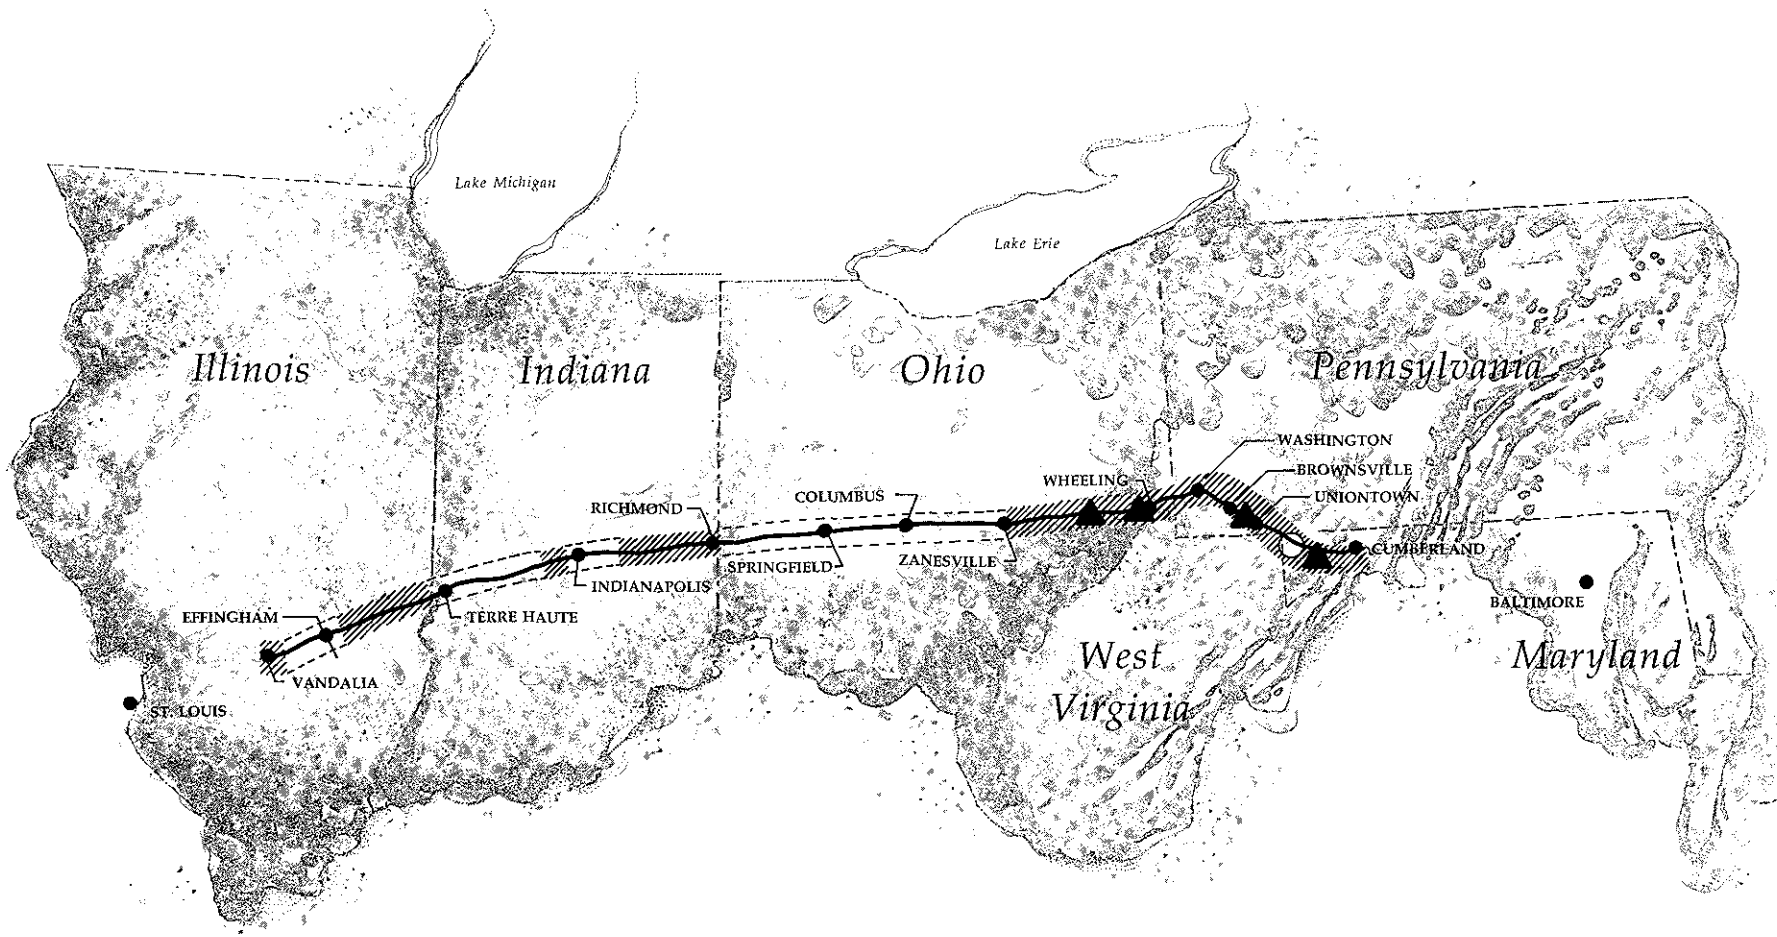 Lake Michigan
Lake Erie
Illinois
Indiana
Ohio
Pennsylvania
WASHINGTON
BROWNSVILLE
UNIONTOWN
WHEELING
COLUMBUS
RICHMOND
ZANESVILLE
SPRINGFIELD
CUMBERLAND
INDIANAPOLIS
BALTIMORE
EFFINGHAM
TERRE HAUTE
West
Virginia
Maryland
VANDALIA
ST. LOUIS